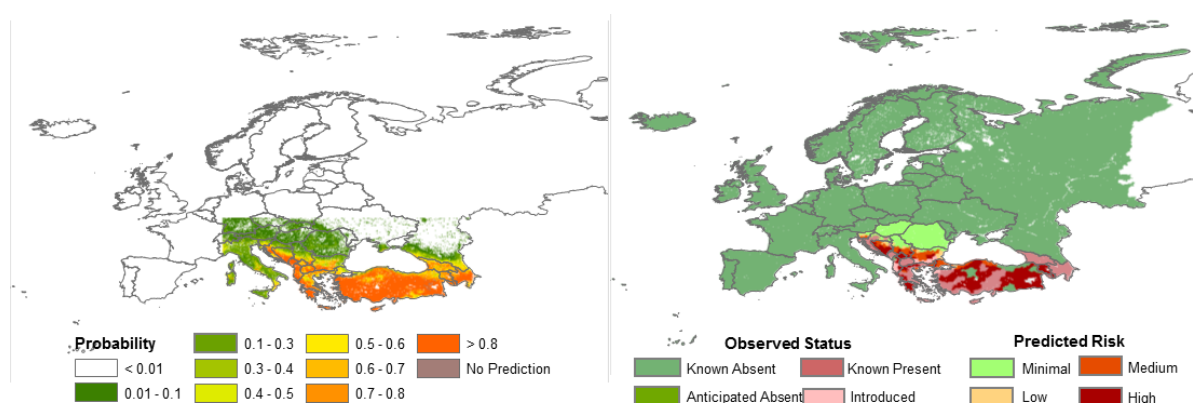 Probability
< 0.01
0.01 - 0.1
0.1 - 0.3
0.3 - 0.4
0.4 - 0.5
0.5 - 0.6
0.6 - 0.7
0.7 - 0.8
> 0.8
No Prediction
Observed Status
Known Absent
Anticipated Absent
Known Present
Introduced
Predicted Risk
Minimal
Low
Medium
High